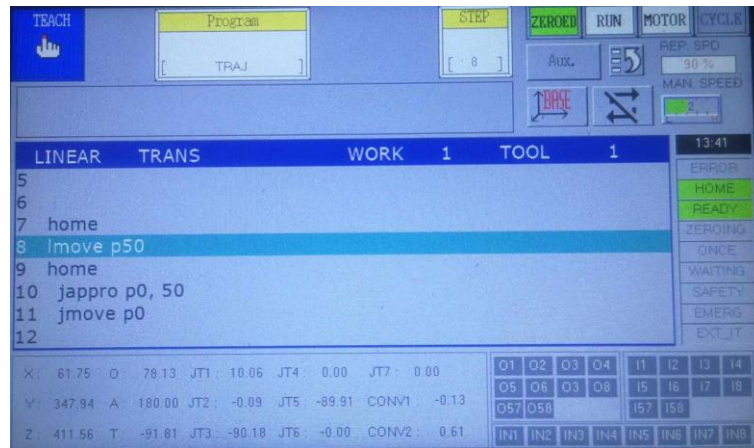 TEACH
Program
[ TRAJ ]
STEP
[ 8 ]
ZEROED RUN MOTOR CYCLE
Aux.
REP. SPD
90 %
BASE
MAN. SPEED
2
LINEAR TRANS WORK 1 TOOL 1
13:41
5
6
7 home
8 lmove p50
9 home
10 jappro p0, 50
11 jmove p0
12
ERROR
HOME
READY
ZEROING
ONCE
WAITING
SAFETY
EMERG
EXT_IT
X: 61.75 O: 78.13 JT1: 10.06 JT4: 0.00 JT7: 0.00
Y: 347.94 A: 180.00 JT2: -0.09 JT5: -89.91 CONV1: -0.13
Z: 411.56 T: -91.81 JT3: -90.18 JT6: -0.00 CONV2: 0.61
O1 O2 O3 O4 I1 I2 I3 I4
O5 O6 O3 O8 I5 I6 I7 I8
O57 O58 I57 I58
IN1 IN2 IN3 IN4 IN5 IN6 IN7 IN8